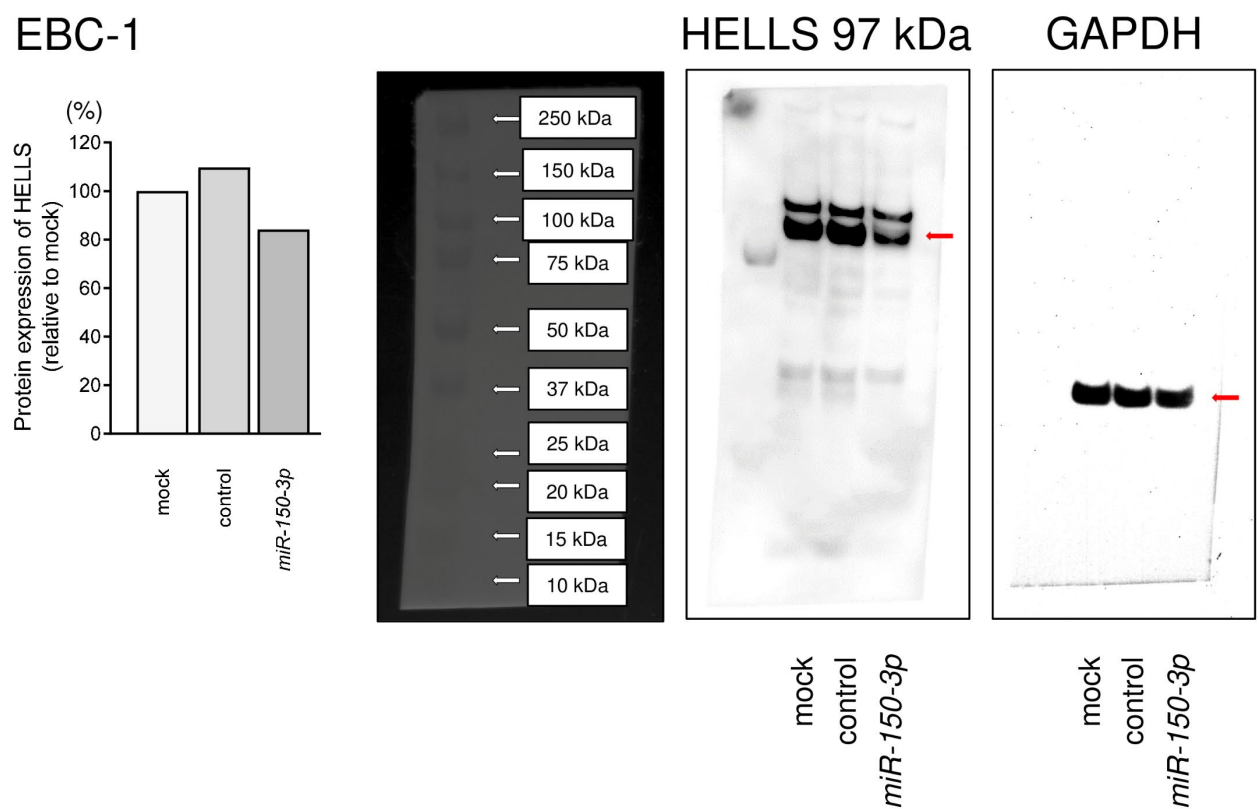 EBC-1
HELLS 97 kDa
GAPDH
(%)
Protein expression of HELLS
(relative to mock)
120
100
80
60
40
20
0
mock
control
miR-150-3p
250 kDa
150 kDa
100 kDa
75 kDa
50 kDa
37 kDa
25 kDa
20 kDa
15 kDa
10 kDa
mock
control
miR-150-3p
mock
control
miR-150-3p